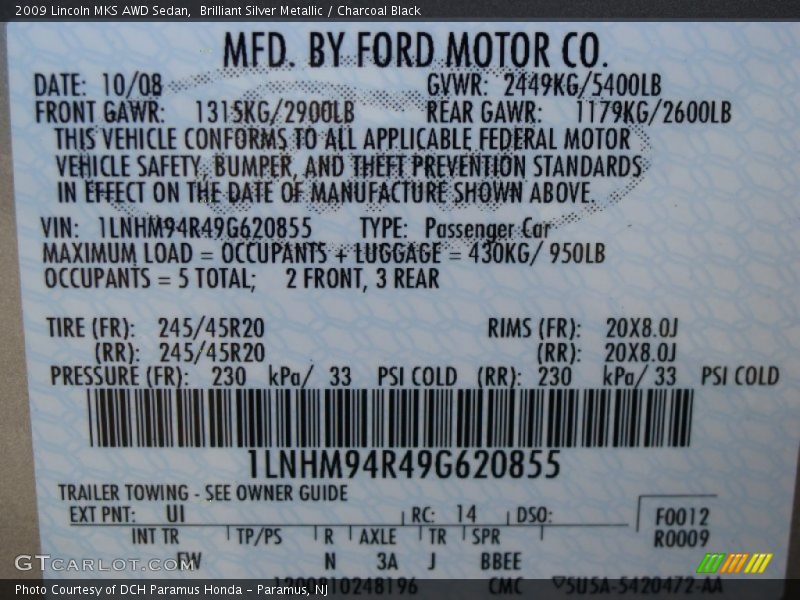 2009 Lincoln MKS AWD Sedan, Brilliant Silver Metallic / Charcoal Black
MFD. BY FORD MOTOR CO.
DATE: 10/08 GVWR: 2449KG/5400LB
FRONT GAWR: 1315KG/2900LB REAR GAWR: 1179KG/2600LB
THIS VEHICLE CONFORMS TO ALL APPLICABLE FEDERAL MOTOR
VEHICLE SAFETY, BUMPER, AND THEFT PREVENTION STANDARDS
IN EFFECT ON THE DATE OF MANUFACTURE SHOWN ABOVE.
VIN: 1LNHM94R49G620855 TYPE: Passenger Car
MAXIMUM LOAD = OCCUPANTS + LUGGAGE = 430KG/ 950LB
OCCUPANTS = 5 TOTAL; 2 FRONT, 3 REAR
TIRE (FR): 245/45R20 RIMS (FR): 20X8.0J
(RR): 245/45R20 (RR): 20X8.0J
PRESSURE (FR): 230 kPa/ 33 PSI COLD (RR): 230 kPa/ 33 PSI COLD
1LNHM94R49G620855
TRAILER TOWING - SEE OWNER GUIDE
EXT PNT: UI RC: 14 DSO: F0012
INT TR TP/PS R AXLE TR SPR R0009
FW N 3A J BBEE
GTCARLOT.COM
1200810248196 CMC 5U5A-5420472-AA
Photo Courtesy of DCH Paramus Honda - Paramus, NJ